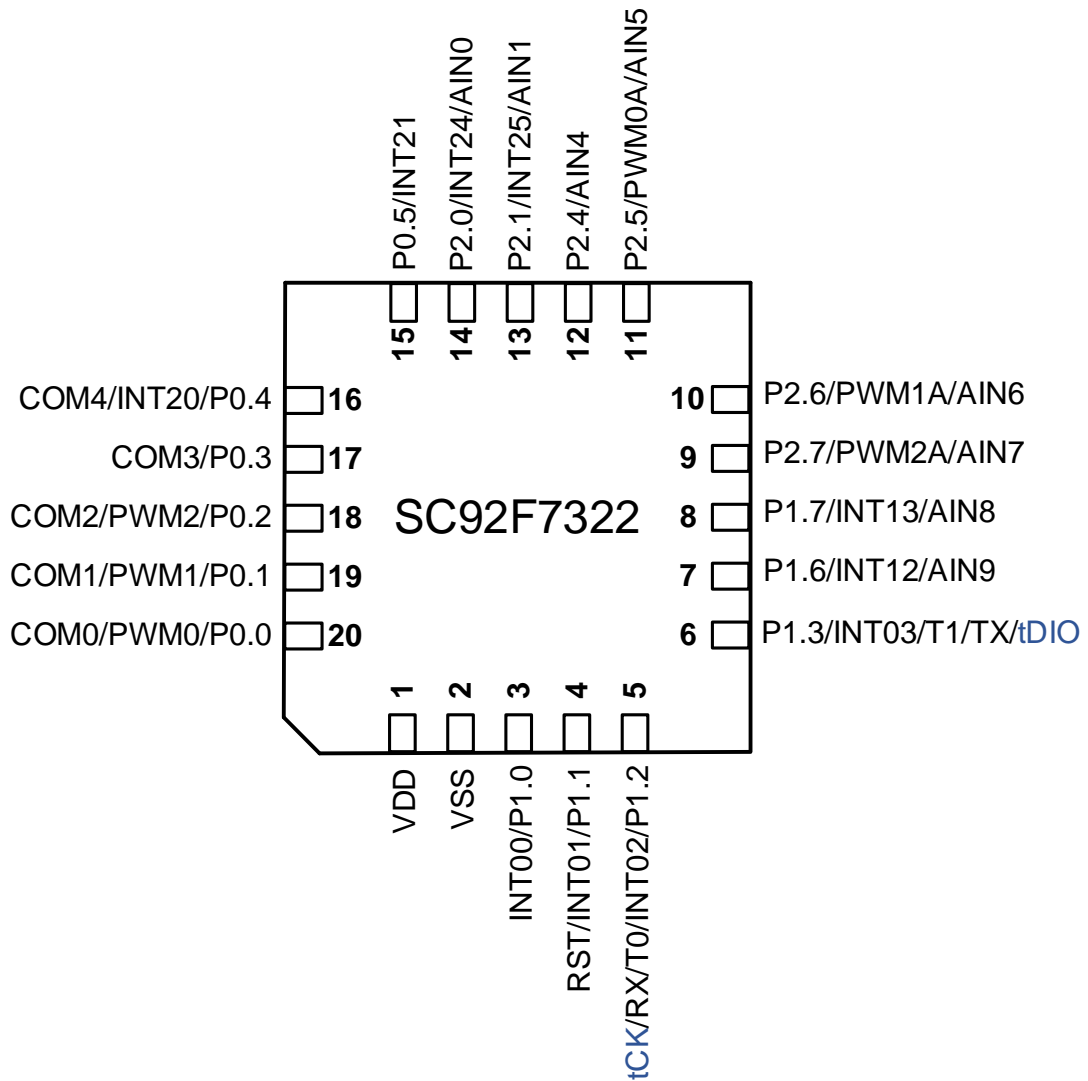 P0.5/INT21
P2.0/INT24/AIN0
P2.1/INT25/AIN1
P2.4/AIN4
P2.5/PWM0A/AIN5
15
14
13
12
11
COM4/INT20/P0.4
16
COM3/P0.3
17
COM2/PWM2/P0.2
18
COM1/PWM1/P0.1
19
COM0/PWM0/P0.0
20
SC92F7322
10
P2.6/PWM1A/AIN6
9
P2.7/PWM2A/AIN7
8
P1.7/INT13/AIN8
7
P1.6/INT12/AIN9
6
P1.3/INT03/T1/TX/tDIO
1
2
3
4
5
VDD
VSS
INT00/P1.0
RST/INT01/P1.1
tCK/RX/T0/INT02/P1.2